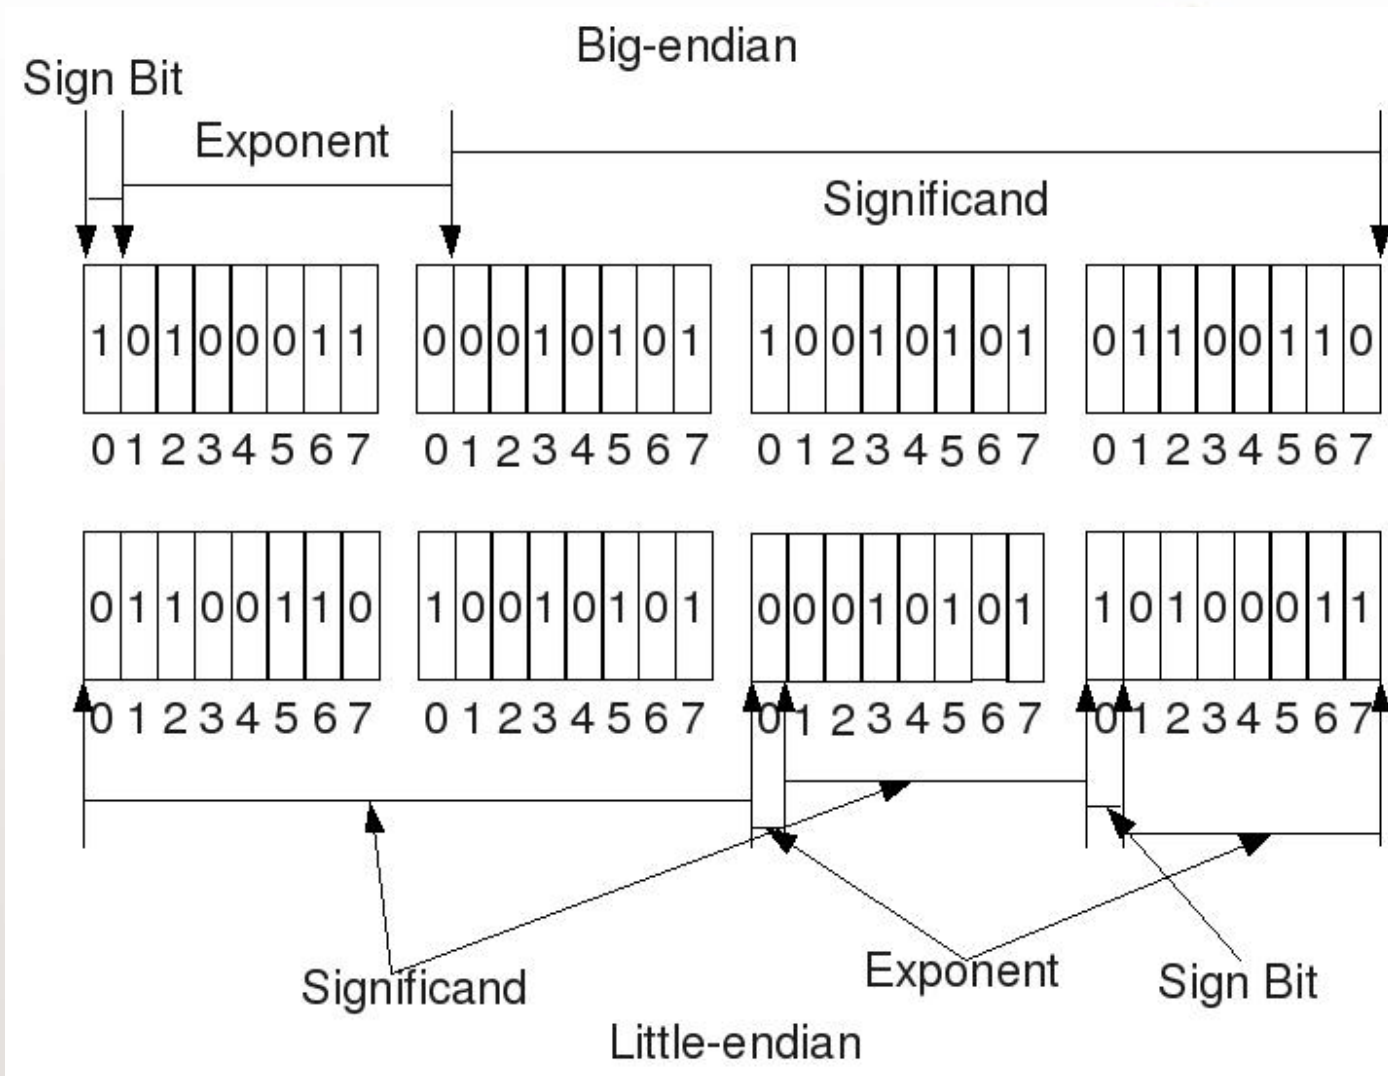 Big-endian
Sign Bit
Exponent
Significand
1 0 1 0 0 0 1 1 0 0 0 1 0 1 0 1 1 0 0 1 0 1 0 1 0 1 1 0 0 1 1 0
0 1 2 3 4 5 6 7 0 1 2 3 4 5 6 7 0 1 2 3 4 5 6 7 0 1 2 3 4 5 6 7
0 1 1 0 0 1 1 0 1 0 0 1 0 1 0 1 0 0 0 1 0 1 0 1 1 0 1 0 0 0 1 1
0 1 2 3 4 5 6 7 0 1 2 3 4 5 6 7 0 1 2 3 4 5 6 7 0 1 2 3 4 5 6 7
Significand Exponent Sign Bit
Little-endian